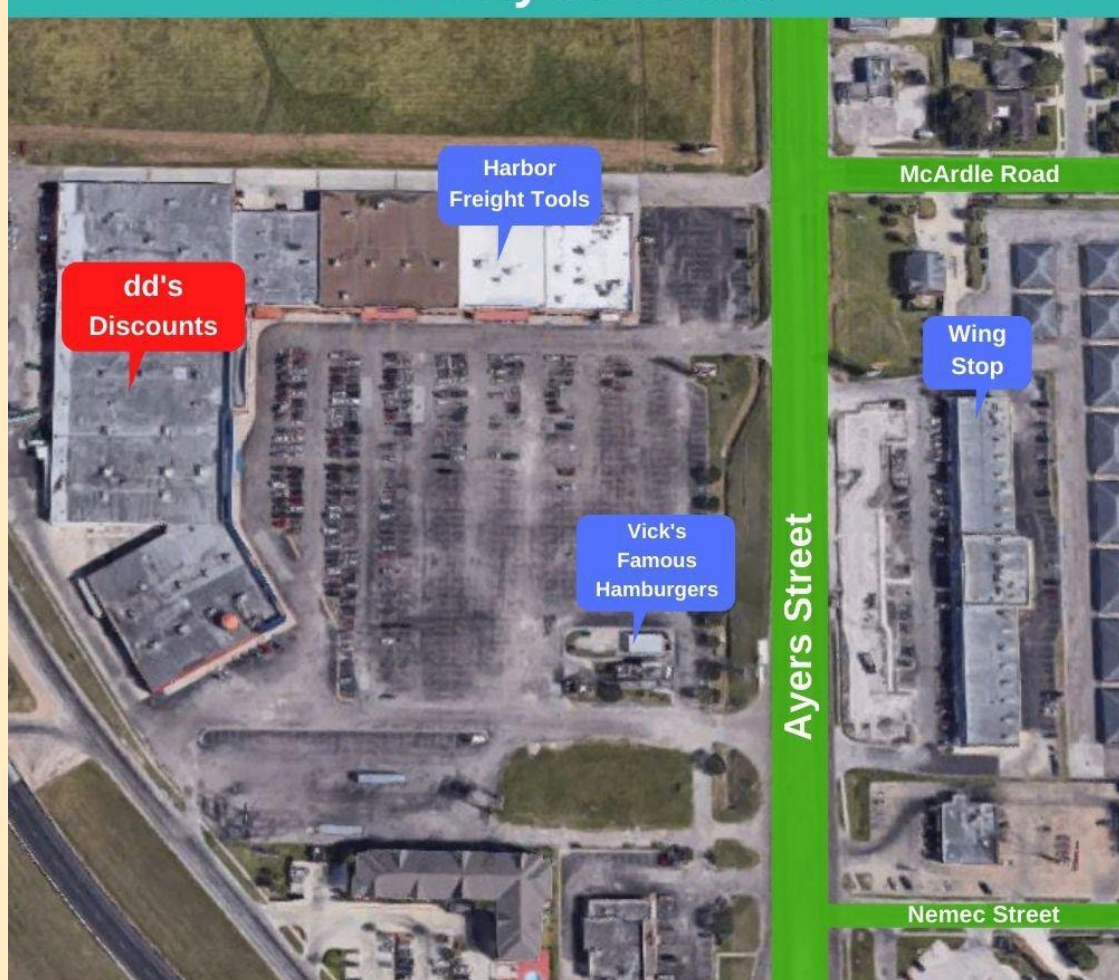 McArdle Road
Harbor
Freight Tools
dd's
Discounts
Wing
Stop
Vick's
Famous
Hamburgers
Ayers Street
Nemec Street